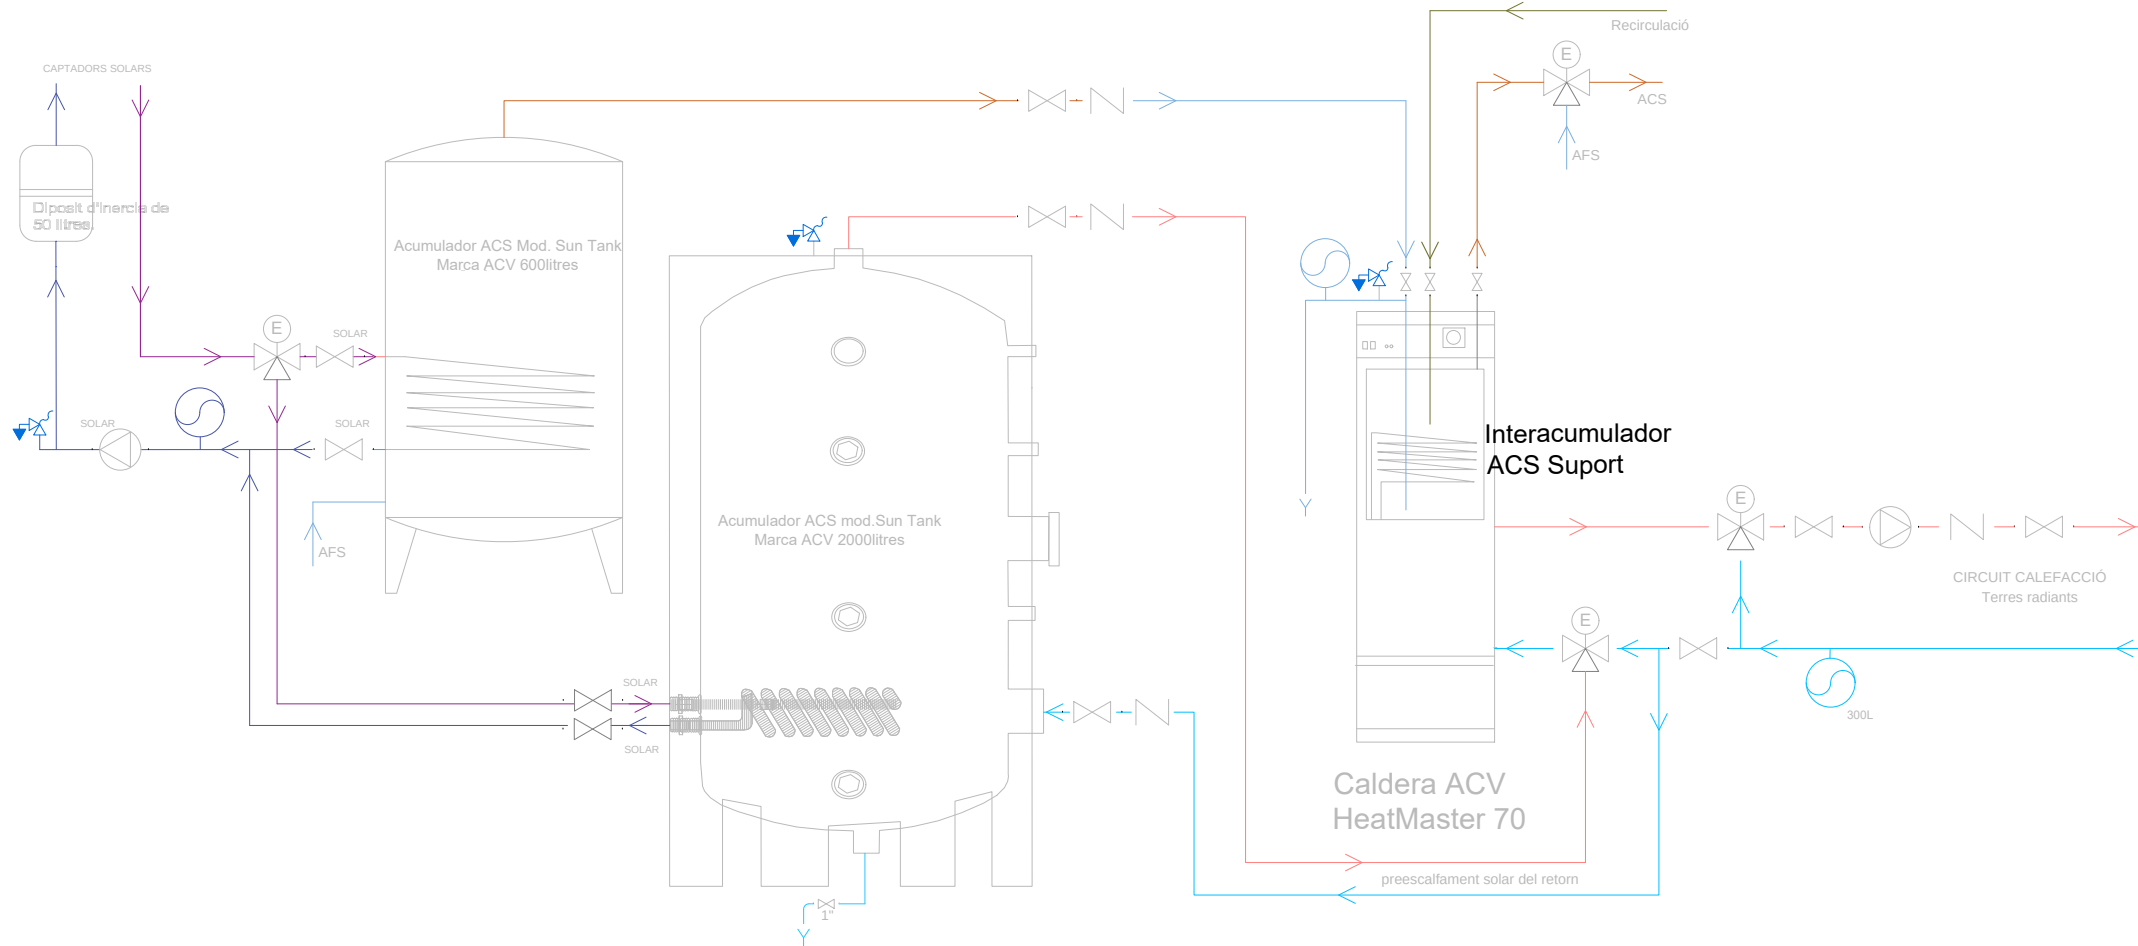 Recirculació
E
CAPTADORS SOLARS
ACS
AFS
Diposit d'inercia de
50 litres.
Acumulador ACS Mod. Sun Tank
Marca ACV 600litres
E
SOLAR
SOLAR
SOLAR
Interacumulador
ACS Suport
E
Acumulador ACS mod.Sun Tank
Marca ACV 2000litres
AFS
CIRCUIT CALEFACCIÓ
Terres radiants
E
SOLAR
300L
SOLAR
Caldera ACV
HeatMaster 70
preescalfament solar del retorn
1"